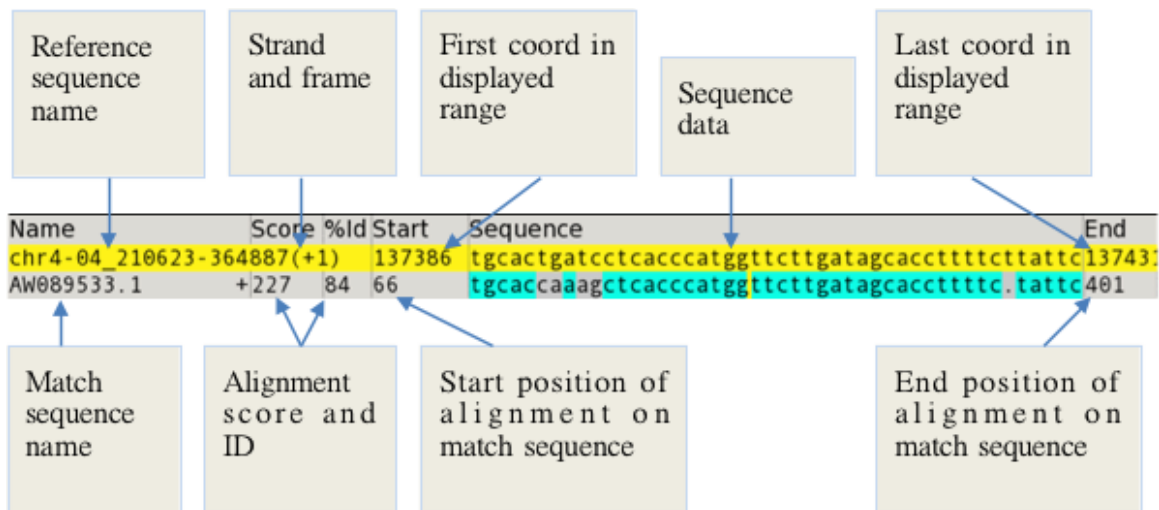 Reference
sequence
name
Strand
and frame
First coord in
displayed
range
Sequence
data
Last coord in
displayed
range
Name Score %Id Start Sequence End
chr4-04_210623-364887(+1) 137386 tgcactgatcctcacccatggttcttgatagcaccttttcttattc 137431
AW089533.1 +227 84 66 tgcaccaaagctcacccatggttcttgatagcaccttttc.tattc 401
Match
sequence
name
Alignment
score and
ID
Start position of
alignment on
match sequence
End position of
alignment on
match sequence